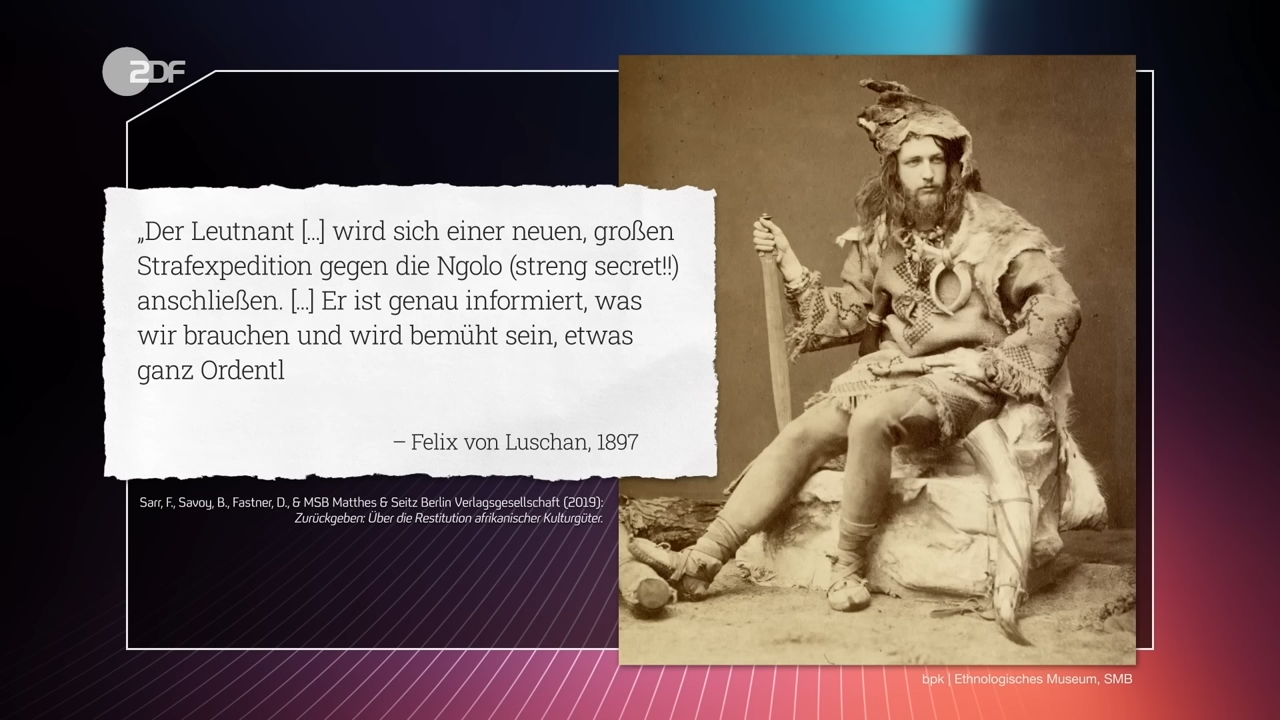 ZDF
„Der Leutnant [...] wird sich einer neuen, großen
Strafexpedition gegen die Ngolo (streng secret!!)
anschließen. [...] Er ist genau informiert, was
wir brauchen und wird bemüht sein, etwas
ganz Ordentl
– Felix von Luschan, 1897
Sarr, F., Savoy, B., Fastner, D., & MSB Matthes & Seitz Berlin Verlagsgesellschaft (2019):
Zurückgeben: Über die Restitution afrikanischer Kulturgüter.
bpk | Ethnologisches Museum, SMB